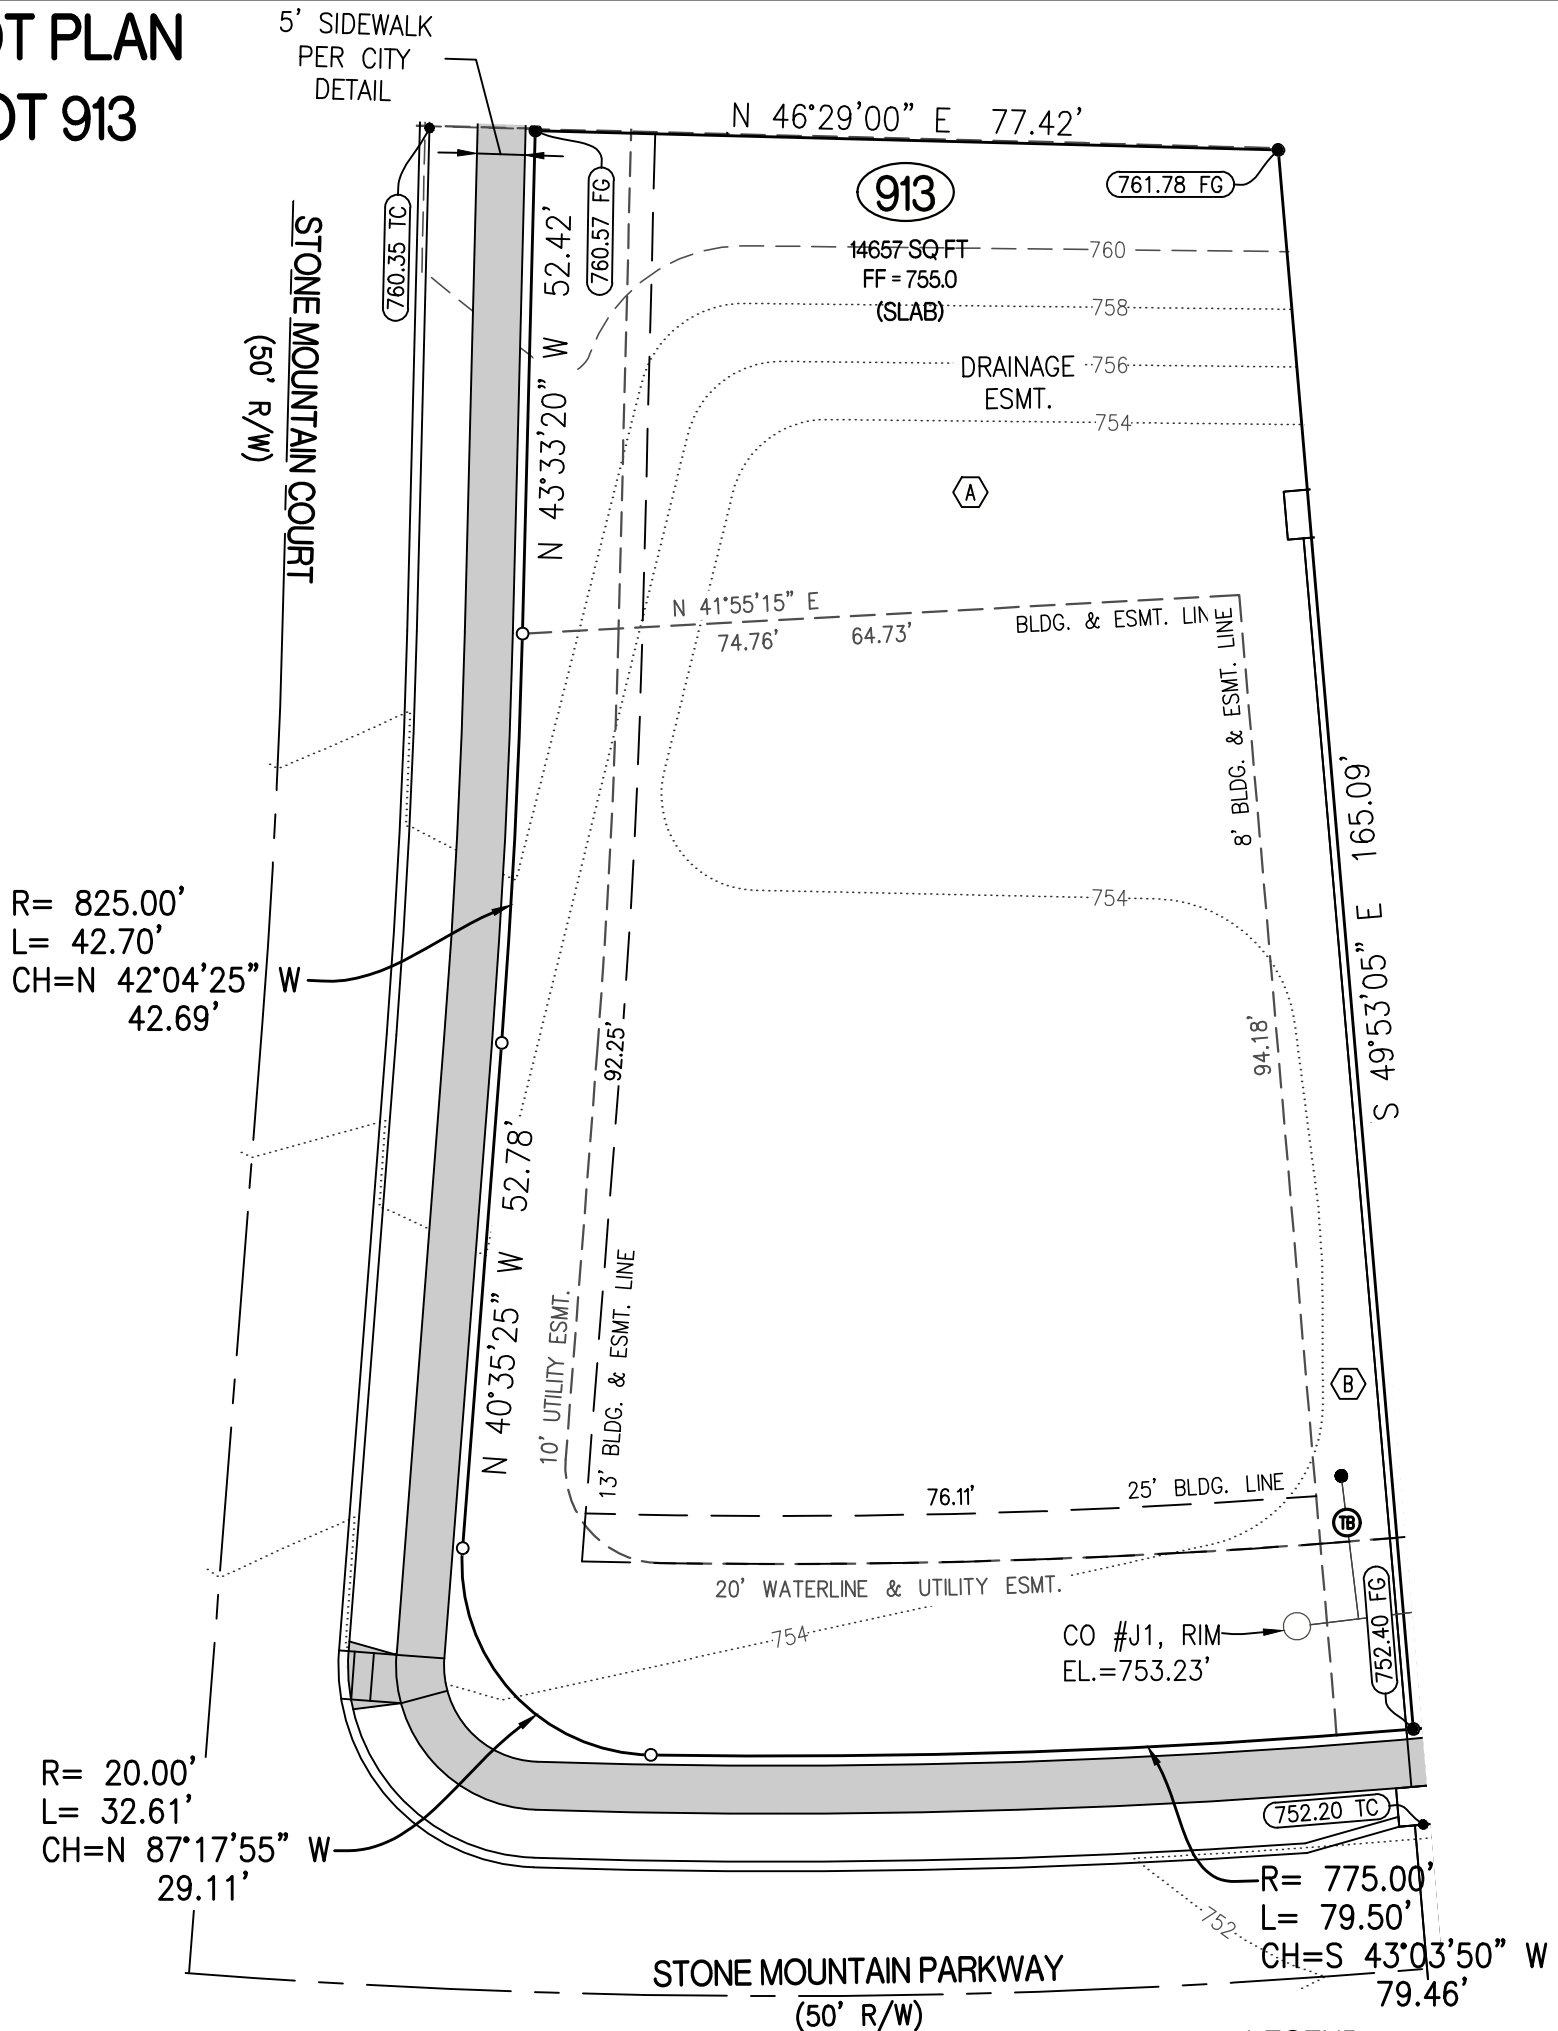 OT PLAN
OT 913
5' SIDEWALK
PER CITY
DETAIL
N 46°29'00" E 77.42'
913
14657 SQ FT
FF = 755.0
(SLAB)
761.78 FG
760.35 TC
760.57 FG
N 43°33'20" W 52.42'
STONE MOUNTAIN COURT
(50' R/W)
760
758
DRAINAGE
ESMT.
756
754
A
N 41°55'15" E
74.76' 64.73'
BLDG. & ESMT. LINE
8' BLDG. & ESMT. LINE
S 49°53'05" E 165.09'
R= 825.00'
L= 42.70'
CH=N 42°04'25" W
42.69'
754
92.25'
94.18'
N 40°35'25" W 52.78'
10' UTILITY ESMT.
13' BLDG. & ESMT. LINE
B
76.11'
25' BLDG. LINE
TB
20' WATERLINE & UTILITY ESMT.
754
CO #J1, RIM
EL.=753.23'
752.40 FG
R= 20.00'
L= 32.61'
CH=N 87°17'55" W
29.11'
752.20 TC
R= 775.00'
L= 79.50'
CH=S 43°03'50" W
79.46'
752
STONE MOUNTAIN PARKWAY
(50' R/W)